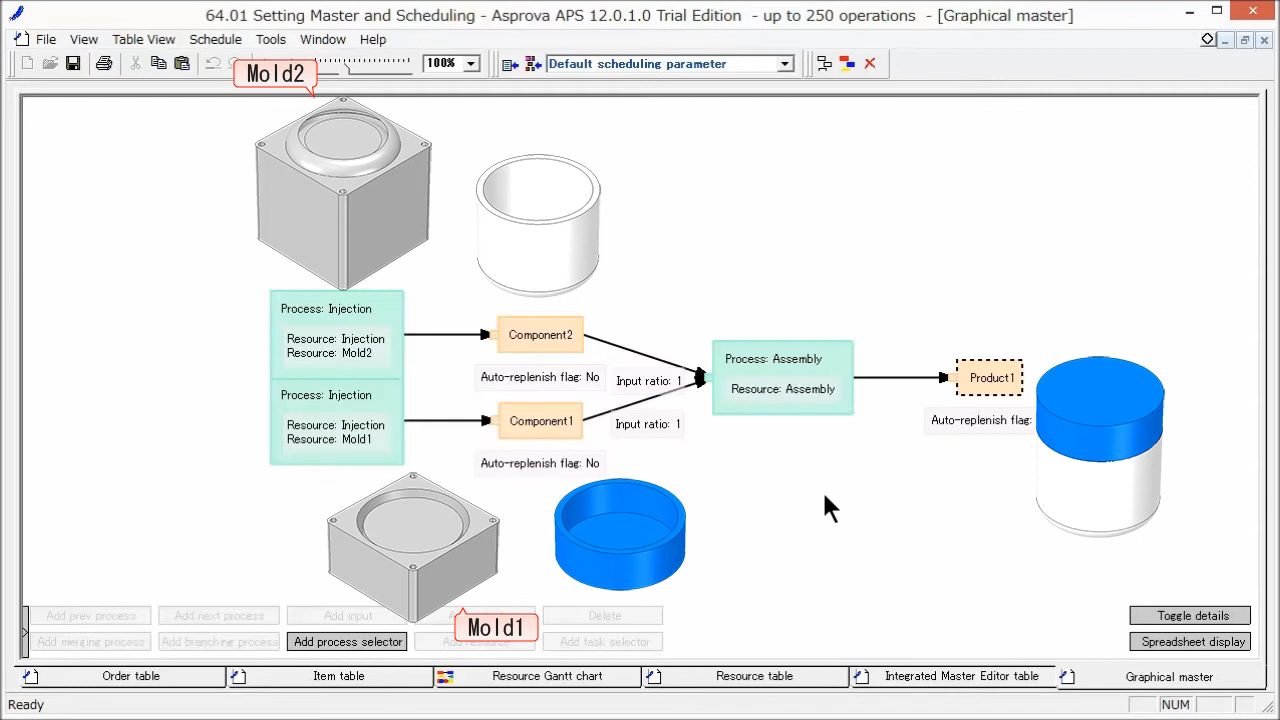 64.01 Setting Master and Scheduling - Asprova APS 12.0.1.0 Trial Edition - up to 250 operations - [Graphical master]
File View Table View Schedule Tools Window Help
100% Default scheduling parameter
Mold2
Process: Injection
Resource: Injection
Resource: Mold2
Component2
Auto-replenish flag: No
Input ratio: 1
Process: Injection
Resource: Injection
Resource: Mold1
Component1
Auto-replenish flag: No
Input ratio: 1
Process: Assembly
Resource: Assembly
Product1
Auto-replenish flag:
Mold1
Add prev process Add next process Add input Delete Toggle details
Add merging process Add branching process Add process selector Add task selector Spreadsheet display
Order table Item table Resource Gantt chart Resource table Integrated Master Editor table Graphical master
Ready NUM